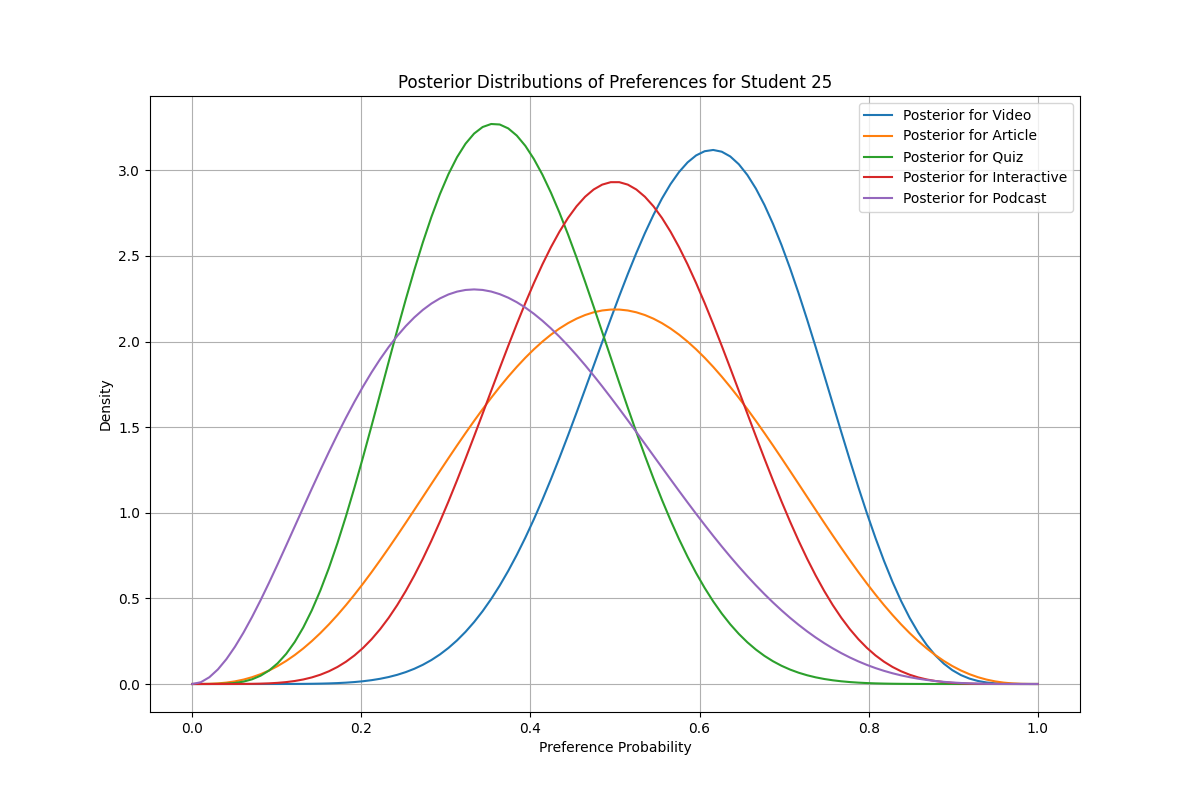 Posterior Distributions of Preferences for Student 25
Posterior for Video
Posterior for Article
Posterior for Quiz
Posterior for Interactive
Posterior for Podcast
3.0
2.5
2.0
1.5
1.0
0.5
0.0
Density
0.0 0.2 0.4 0.6 0.8 1.0
Preference Probability